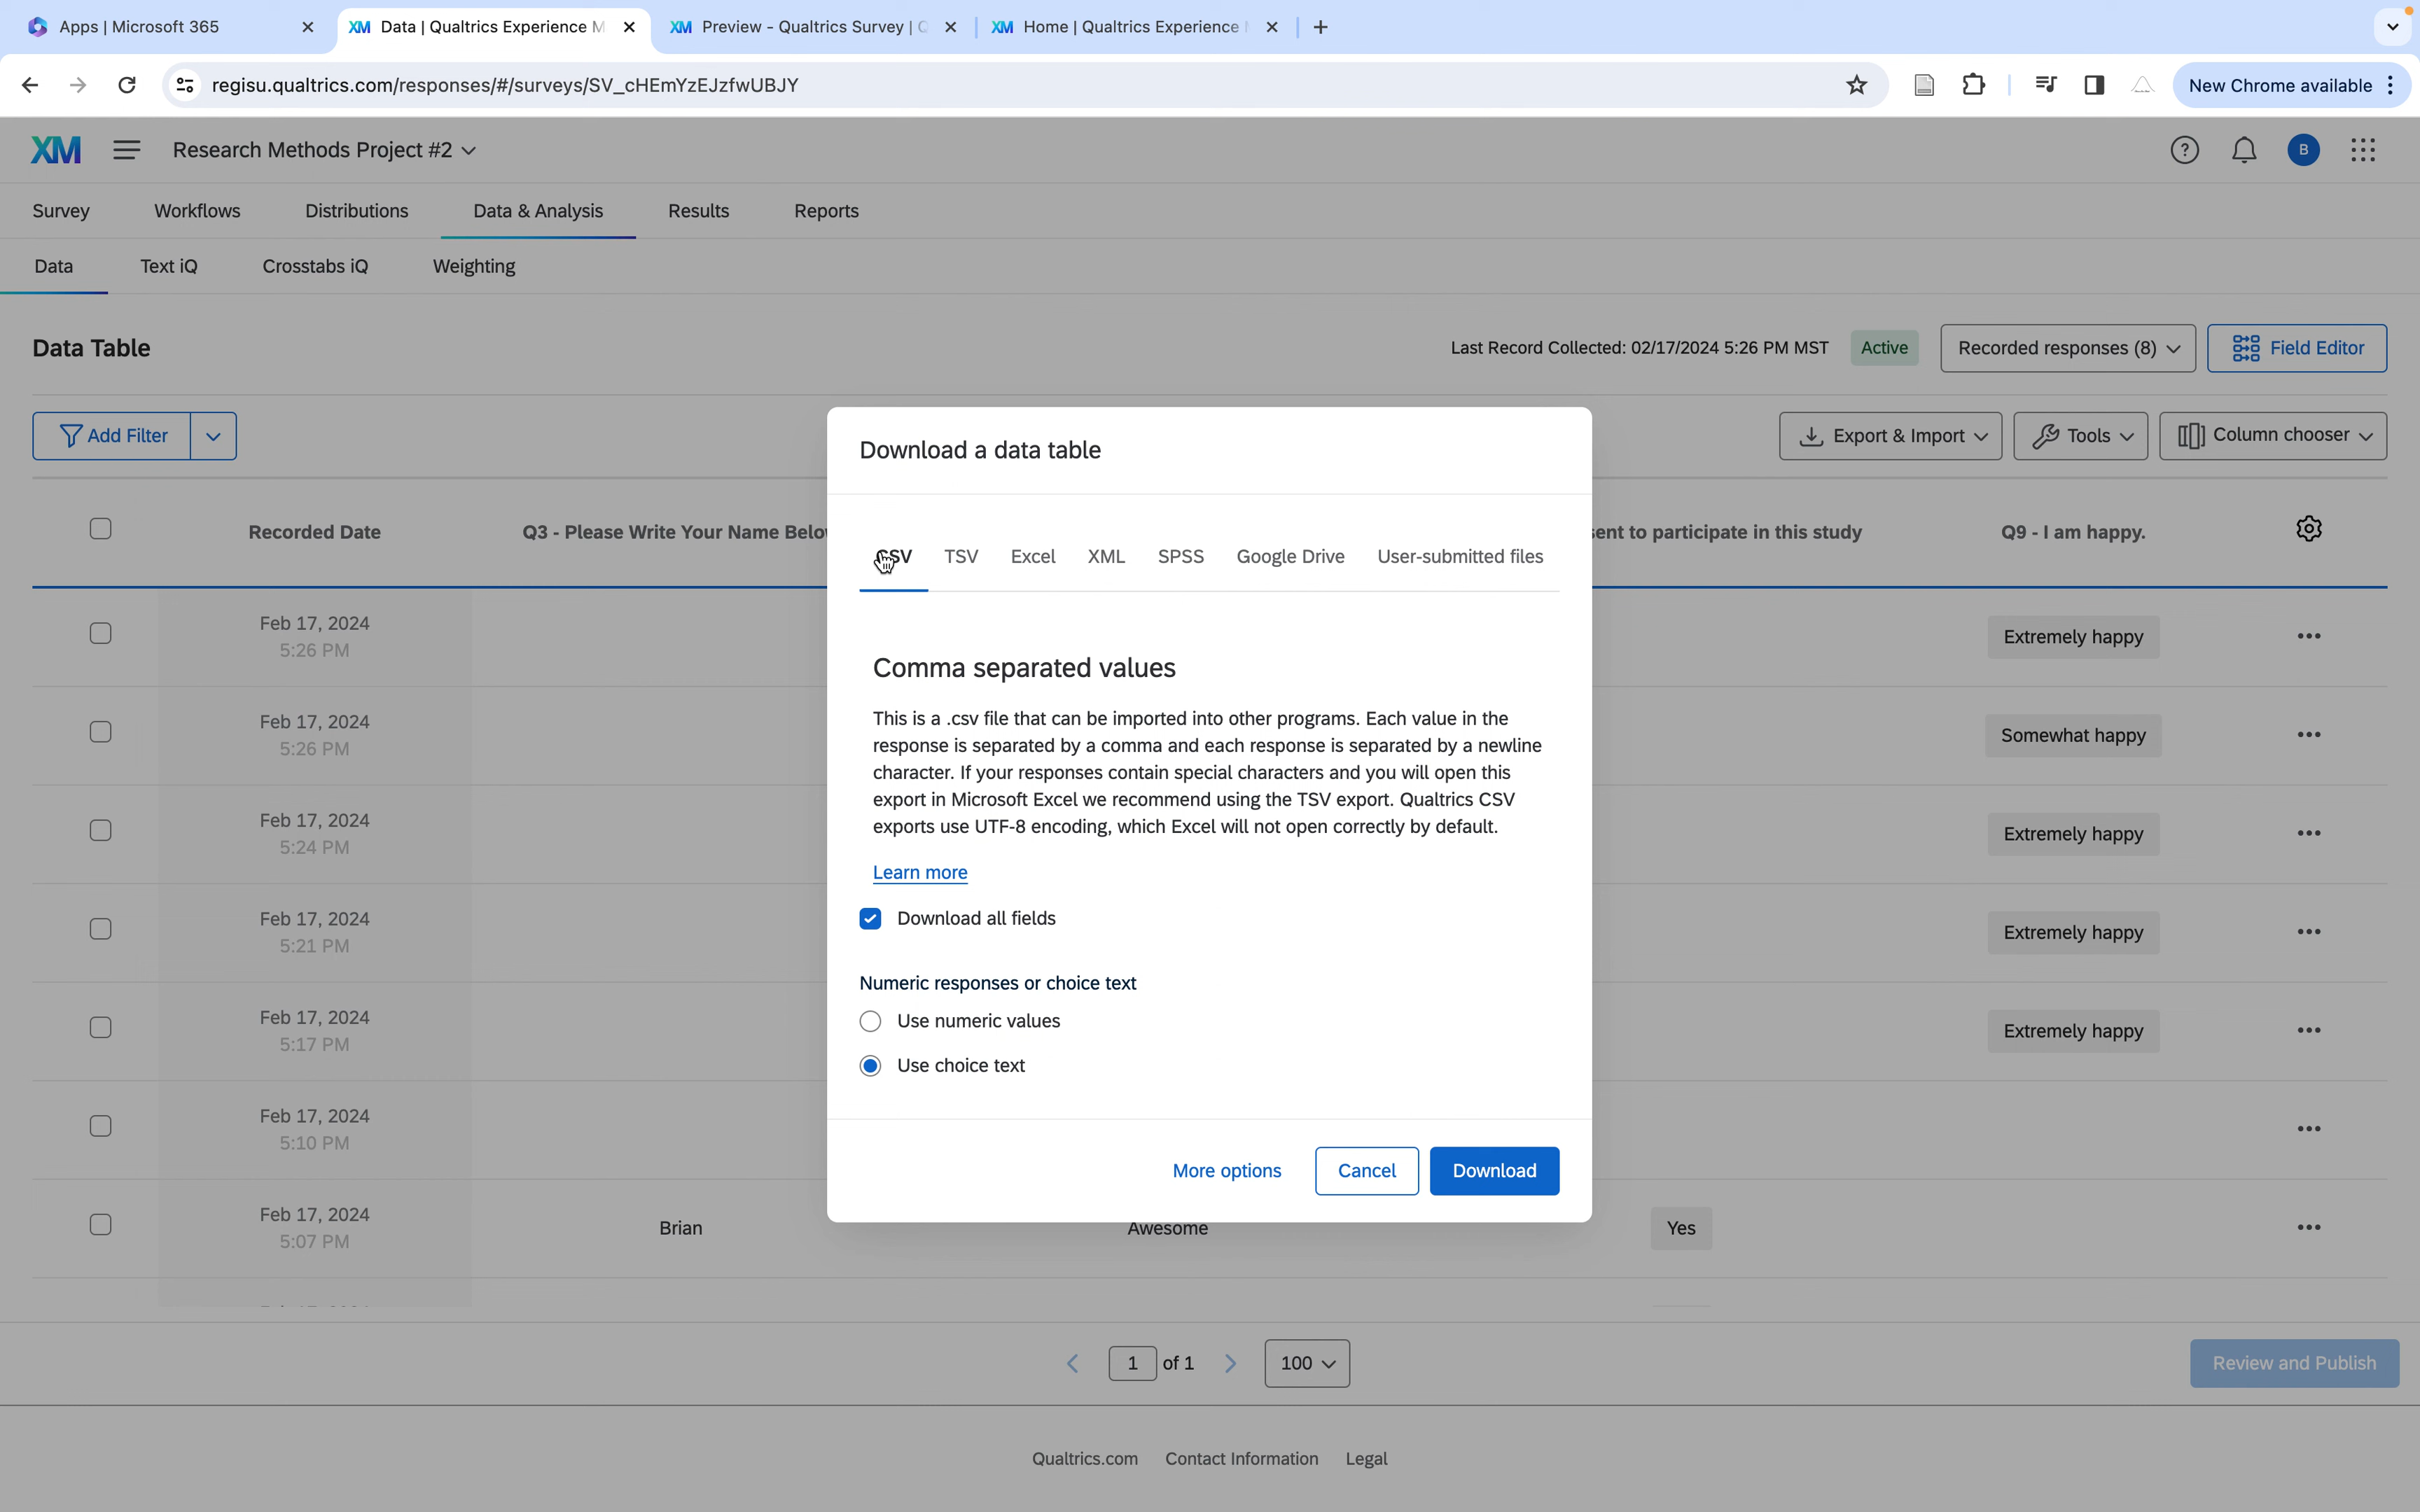 Apps | Microsoft 365
XM Data | Qualtrics Experience M
XM Preview - Qualtrics Survey | Q
XM Home | Qualtrics Experience
regisu.qualtrics.com/responses/#/surveys/SV_cHEmYzEJzfwUBJY
New Chrome available
XM Research Methods Project #2
B
Survey Workflows Distributions Data & Analysis Results Reports
Data Text iQ Crosstabs iQ Weighting
Data Table
Last Record Collected: 02/17/2024 5:26 PM MST Active Recorded responses (8) Field Editor
Add Filter
Export & Import Tools Column chooser
Recorded Date Q3 - Please Write Your Name Below sent to participate in this study Q9 - I am happy.
Feb 17, 2024
5:26 PM
Extremely happy
Feb 17, 2024
5:26 PM
Somewhat happy
Feb 17, 2024
5:24 PM
Extremely happy
Feb 17, 2024
5:21 PM
Extremely happy
Feb 17, 2024
5:17 PM
Extremely happy
Feb 17, 2024
5:10 PM
Feb 17, 2024
5:07 PM
Brian Awesome Yes
Download a data table
CSV TSV Excel XML SPSS Google Drive User-submitted files
Comma separated values
This is a .csv file that can be imported into other programs. Each value in the
response is separated by a comma and each response is separated by a newline
character. If your responses contain special characters and you will open this
export in Microsoft Excel we recommend using the TSV export. Qualtrics CSV
exports use UTF-8 encoding, which Excel will not open correctly by default.
Learn more
Download all fields
Numeric responses or choice text
Use numeric values
Use choice text
More options Cancel Download
1 of 1 100
Review and Publish
Qualtrics.com Contact Information Legal